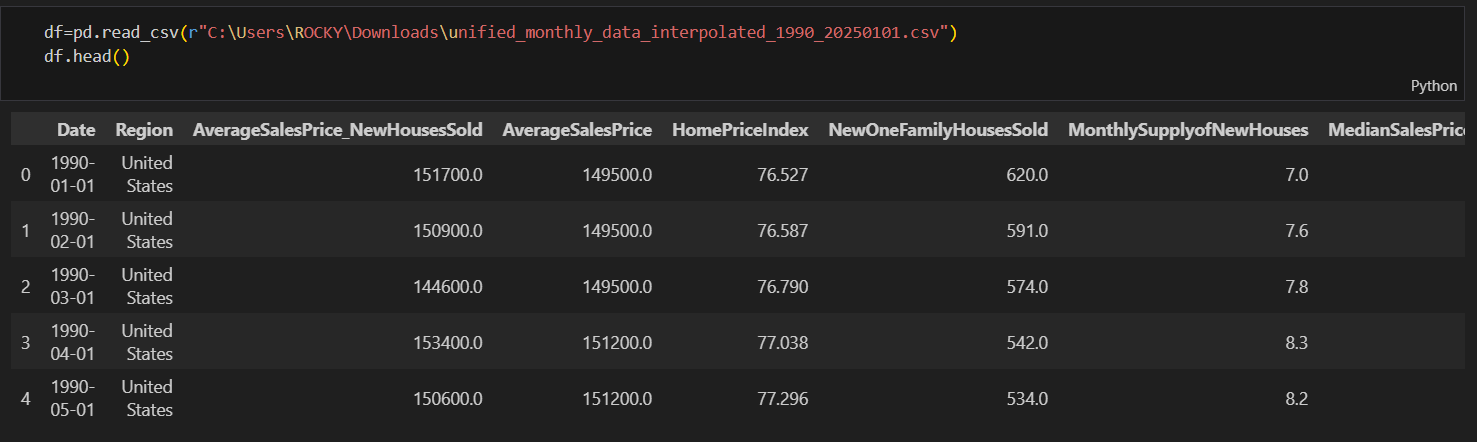 df=pd.read_csv(r"C:\Users\ROCKY\Downloads\unified_monthly_data_interpolated_1990_20250101.csv")
df.head()
Python
Date Region AverageSalesPrice_NewHousesSold AverageSalesPrice HomePriceIndex NewOneFamilyHousesSold MonthlySupplyofNewHouses MedianSalesPric
0 1990-01-01 United States 151700.0 149500.0 76.527 620.0 7.0
1 1990-02-01 United States 150900.0 149500.0 76.587 591.0 7.6
2 1990-03-01 United States 144600.0 149500.0 76.790 574.0 7.8
3 1990-04-01 United States 153400.0 151200.0 77.038 542.0 8.3
4 1990-05-01 United States 150600.0 151200.0 77.296 534.0 8.2